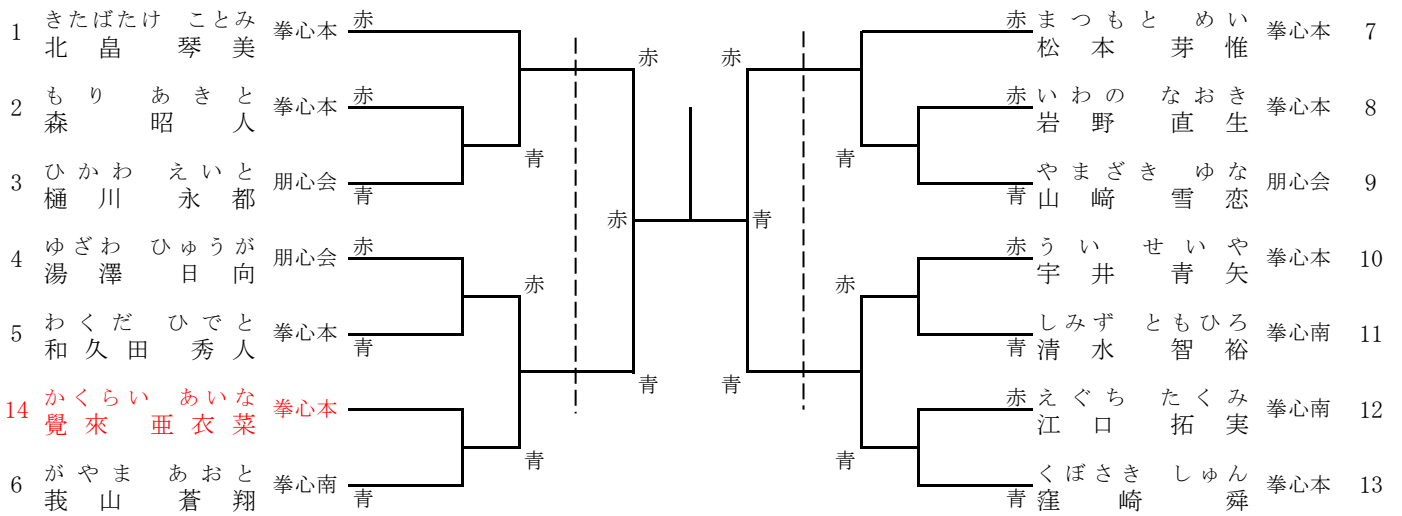 きたばたけ ことみ
1 北畠 琴美 拳心本 赤
もり あきと
2 森 昭人 拳心本 赤
ひかわ えいと
3 樋川 永都 朋心会 青
ゆざわ ひゅうが
4 湯澤 日向 朋心会 赤
わくだ ひでと
5 和久田 秀人 拳心本 青
かくらい あいな
14 覺來 亜衣菜 拳心本
がやま あおと
6 莪山 蒼翔 拳心南 青
青
赤
青
赤
赤
青
赤
青
青
青
赤
青
赤 まつもと めい
松本 芽惟 拳心本 7
赤 いわの なおき
岩野 直生 拳心本 8
やまざき ゆな
青 山﨑 雪恋 朋心会 9
赤 うい せいや
宇井 青矢 拳心本 10
しみず ともひろ
青 清水 智裕 拳心南 11
赤 えぐち たくみ
江口 拓実 拳心南 12
くぼさき しゅん
青 窪崎 舜 拳心本 13